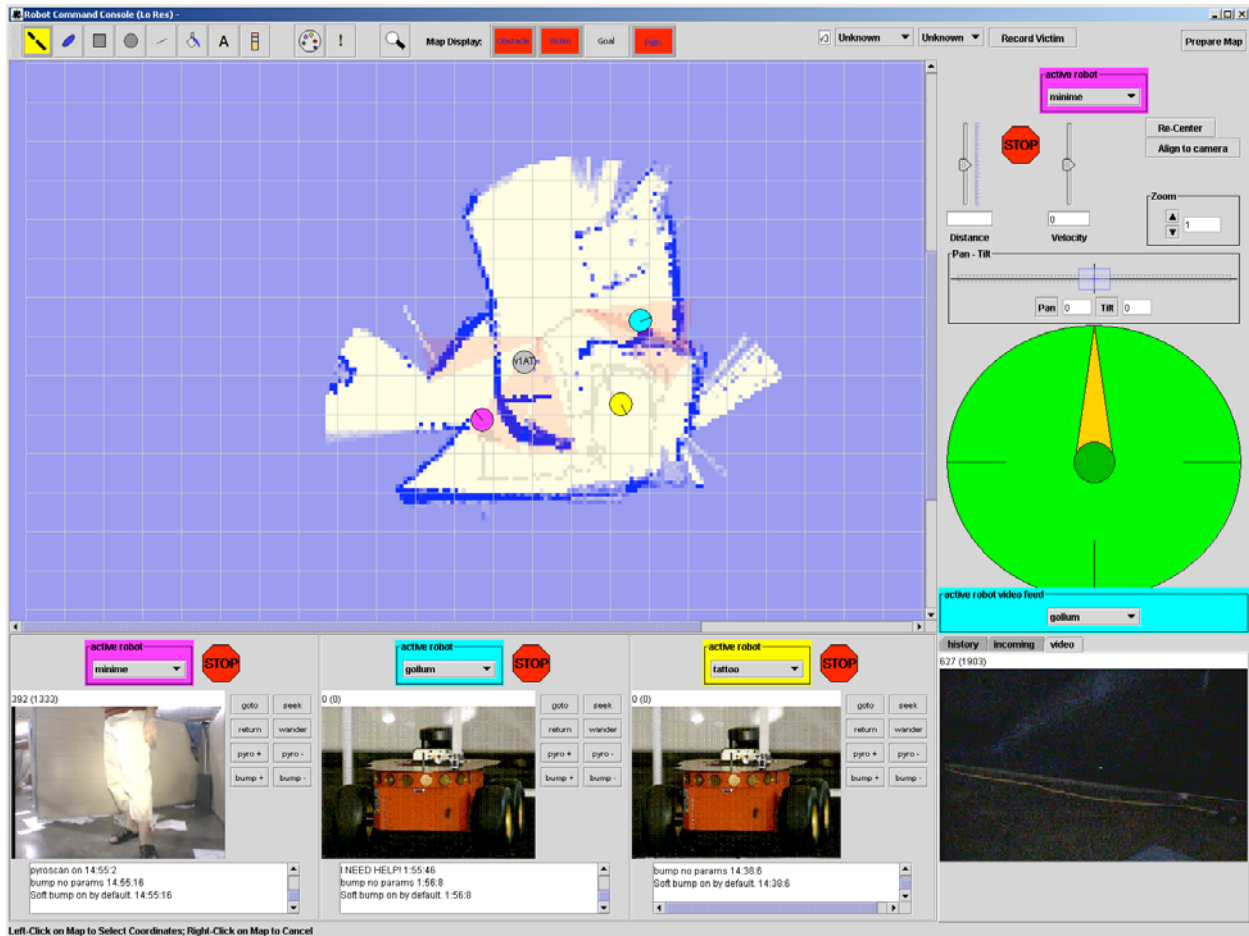 Robot Command Console (Lo Res) -
A
!
Map Display:
Obstacle
Victim
Goal
Path
v3
Unknown
Unknown
Record Victim
Prepare Map
active robot
minime
STOP
Re-Center
Align to camera
Zoom
1
0
Distance
Velocity
Pan - Tilt
Pan
0
Tilt
0
v1AT
active robot video feed
gollum
history
incoming
video
627 (1903)
active robot
minime
STOP
392 (1333)
goto
seek
return
wander
pyro +
pyro -
bump +
bump -
pyroscan on 14:55:2
bump no params 14:55:16
Soft bump on by default. 14:55:16
active robot
gollum
STOP
0 (0)
goto
seek
return
wander
pyro +
pyro -
bump +
bump -
I NEED HELP! 1:55:46
bump no params 1:56:8
Soft bump on by default. 1:56:8
active robot
tattoo
STOP
0 (0)
goto
seek
return
wander
pyro +
pyro -
bump +
bump -
bump no params 14:38:6
Soft bump on by default. 14:38:6
Left-Click on Map to Select Coordinates; Right-Click on Map to Cancel